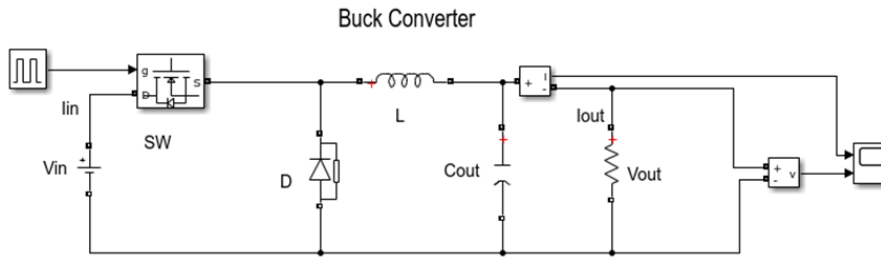 Buck Converter
g
D
S
Iin
SW
Vin
+
D
+
L
+
Cout
+
I
-
Iout
+
Vout
+
-
v